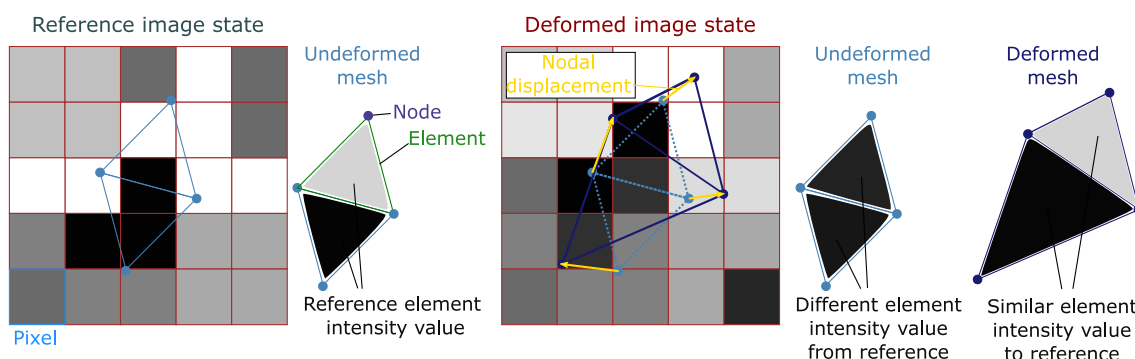 Reference image state
Undeformed
mesh
Node
Element
Reference element
intensity value
Pixel
Deformed image state
Nodal
displacement
Undeformed
mesh
Different element
intensity value
from reference
Deformed
mesh
Similar element
intensity value
to reference